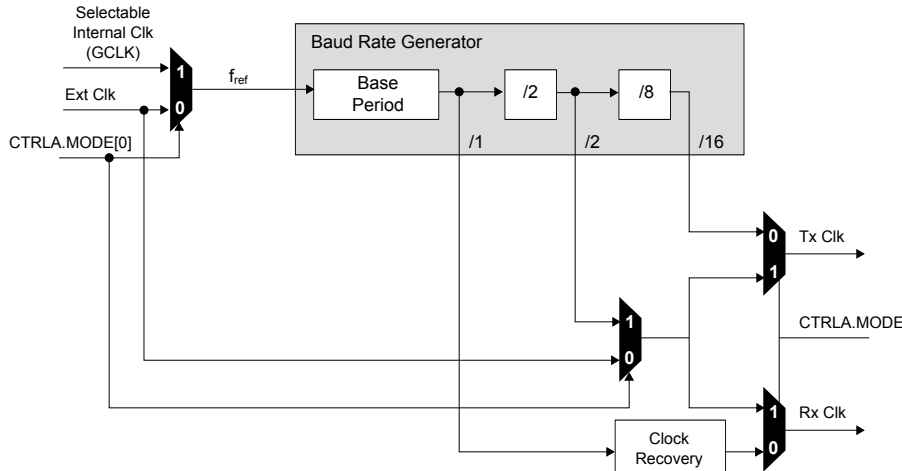 Selectable
Internal Clk
(GCLK)
Baud Rate Generator
1
fref
Base
Period
/2
/8
Ext Clk
0
CTRLA.MODE[0]
/1
/2
/16
0
Tx Clk
1
1
CTRLA.MODE
0
1
Rx Clk
Clock
Recovery
0